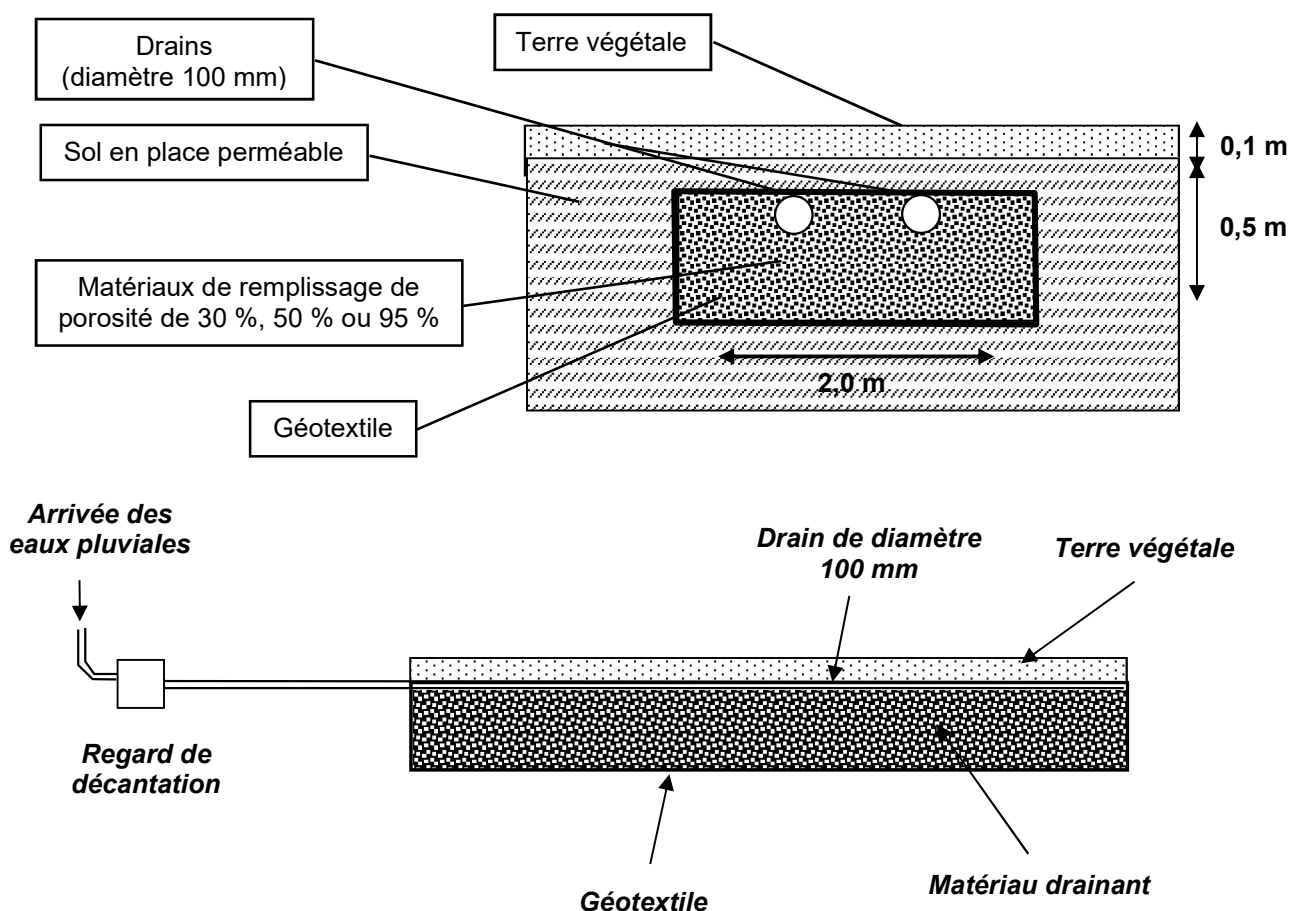 Drains
(diamètre 100 mm)
Terre végétale
Sol en place perméable
0,1 m
0,5 m
Matériaux de remplissage de
porosité de 30 %, 50 % ou 95 %
2,0 m
Géotextile
Arrivée des
eaux pluviales
Drain de diamètre
100 mm
Terre végétale
Regard de
décantation
Géotextile
Matériau drainant